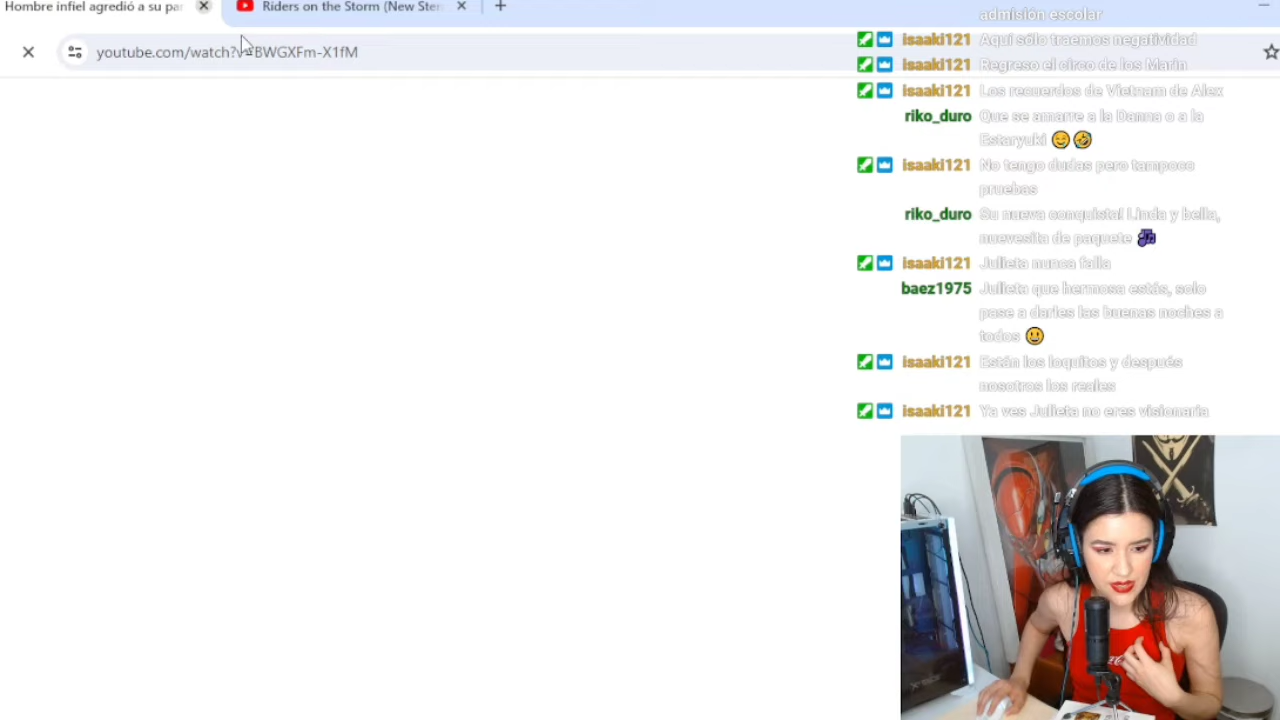 Hombre infiel agredió a su pa
Riders on the Storm (New Ster
youtube.com/watch?v=BWGXFm-X1fM
admisión escolar
isaaki121 Aquí sólo traemos negatividad
isaaki121 Regreso el circo de los Marin
isaaki121 Los recuerdos de Vietnam de Alex
riko_duro Que se amarre a la Danna o a la
Estaryuki 😏🤣
isaaki121 No tengo dudas pero tampoco
pruebas
riko_duro Su nueva conquista! Linda y bella,
nuevesita de paquete 🎶
isaaki121 Julieta nunca falla
baez1975 Julieta que hermosa estás, solo
pase a darles las buenas noches a
todos 😃
isaaki121 Están los loquitos y después
nosotros los reales
isaaki121 Ya ves Julieta no eres visionaria